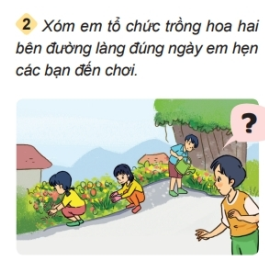 2 Xóm em tổ chức trồng hoa hai
bên đường làng đúng ngày em hẹn
các bạn đến chơi.
?